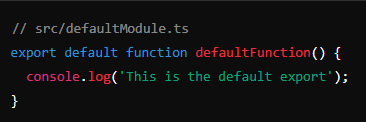 // src/defaultModule.ts
export default function defaultFunction() {
  console.log('This is the default export');
}